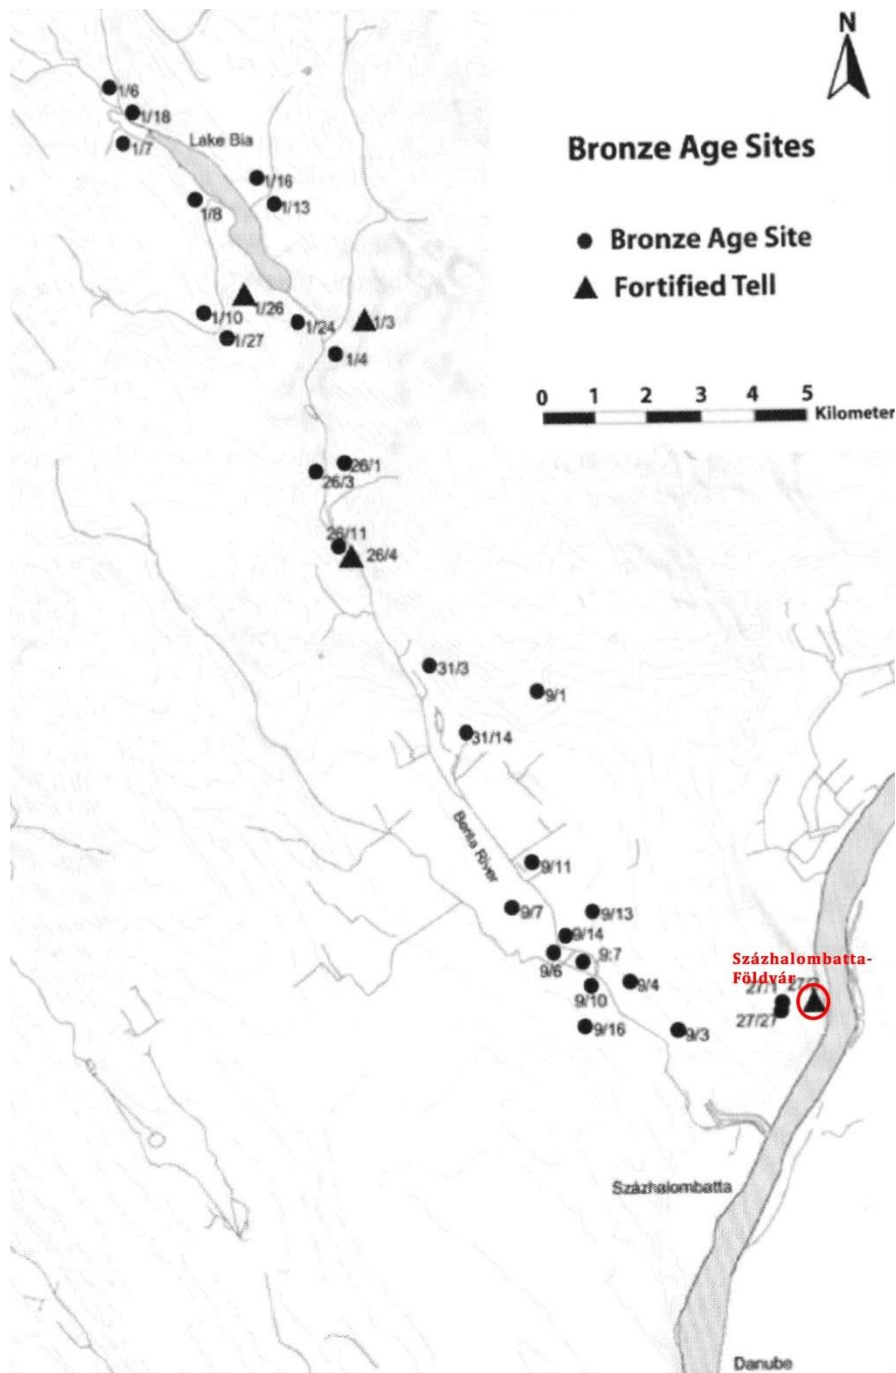 N
1/6
1/18
Lake Bia
1/7
Bronze Age Sites
1/16
1/8
1/13
Bronze Age Site
Fortified Tell
1/26
1/10
1/24
1/3
1/27
1/4
0 1 2 3 4 5
Kilometer
26/1
26/3
26/11
26/4
31/3
9/1
31/14
Benta River
9/11
9/7
9/13
9/14
9:7
9/6
Százhalombatta-
Földvár
9/4
27/1
9/10
27/27
9/16
9/3
Százhalombatta
Danube